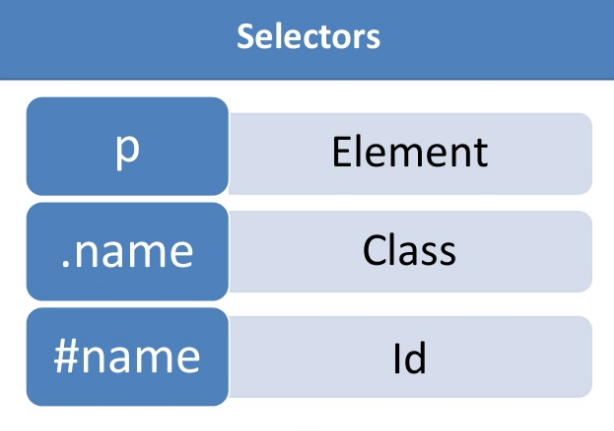 Selectors
p Element
.name Class
#name Id